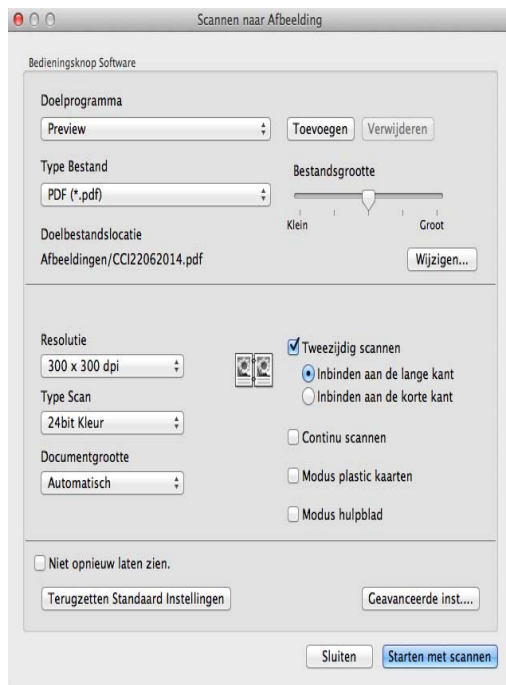 Scannen naar Afbeelding
Bedieningsknop Software
Doelprogramma
Preview
Toevoegen
Verwijderen
Type Bestand
Bestandsgrootte
PDF (*.pdf)
Klein
Groot
Doelbestandslocatie
Afbeeldingen/CCI22062014.pdf
Wijzigen...
Resolutie
300 x 300 dpi
Type Scan
24bit Kleur
Documentgrootte
Automatisch
Tweezijdig scannen
Inbinden aan de lange kant
Inbinden aan de korte kant
Continu scannen
Modus plastic kaarten
Modus hulpblad
Niet opnieuw laten zien.
Terugzetten Standaard Instellingen
Geavanceerde inst....
Sluiten
Starten met scannen